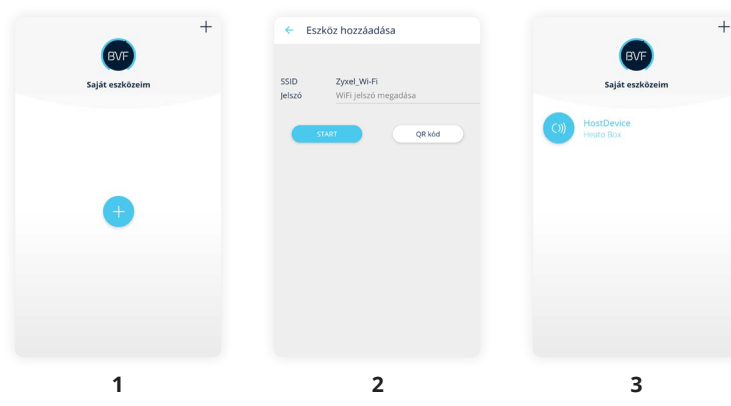 BVF
Saját eszközeim
1
Eszköz hozzáadása
SSID Zyxel_Wi-Fi
Jelszó WiFi jelszó megadása
START QR kód
2
BVF
Saját eszközeim
HostDevice
Heato Box
3